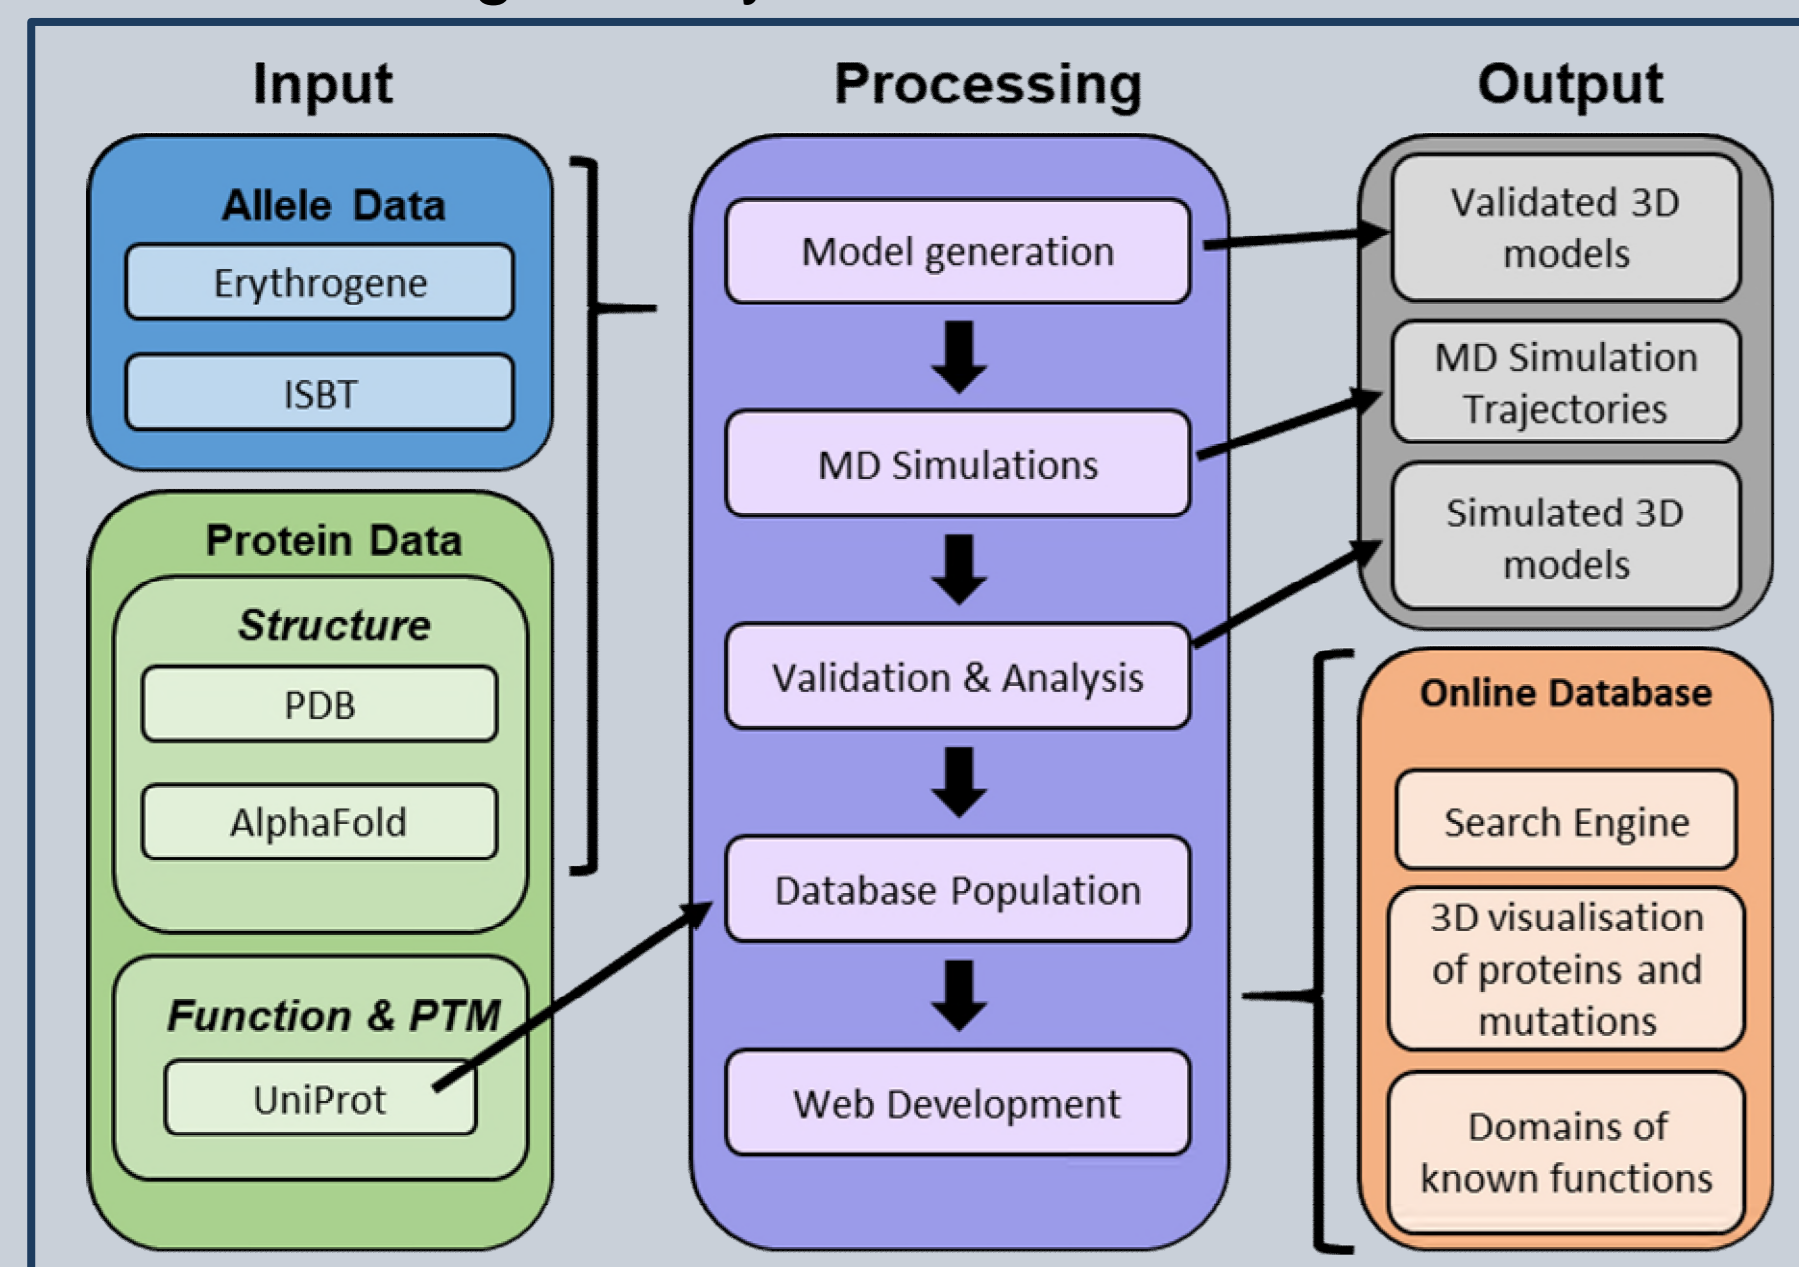 Input
Processing
Output
Allele Data
Erythrogene
ISBT
Protein Data
Structure
PDB
AlphaFold
Function & PTM
UniProt
Model generation
MD Simulations
Validation & Analysis
Database Population
Web Development
Validated 3D
models
MD Simulation
Trajectories
Simulated 3D
models
Online Database
Search Engine
3D visualisation
of proteins and
mutations
Domains of
known functions